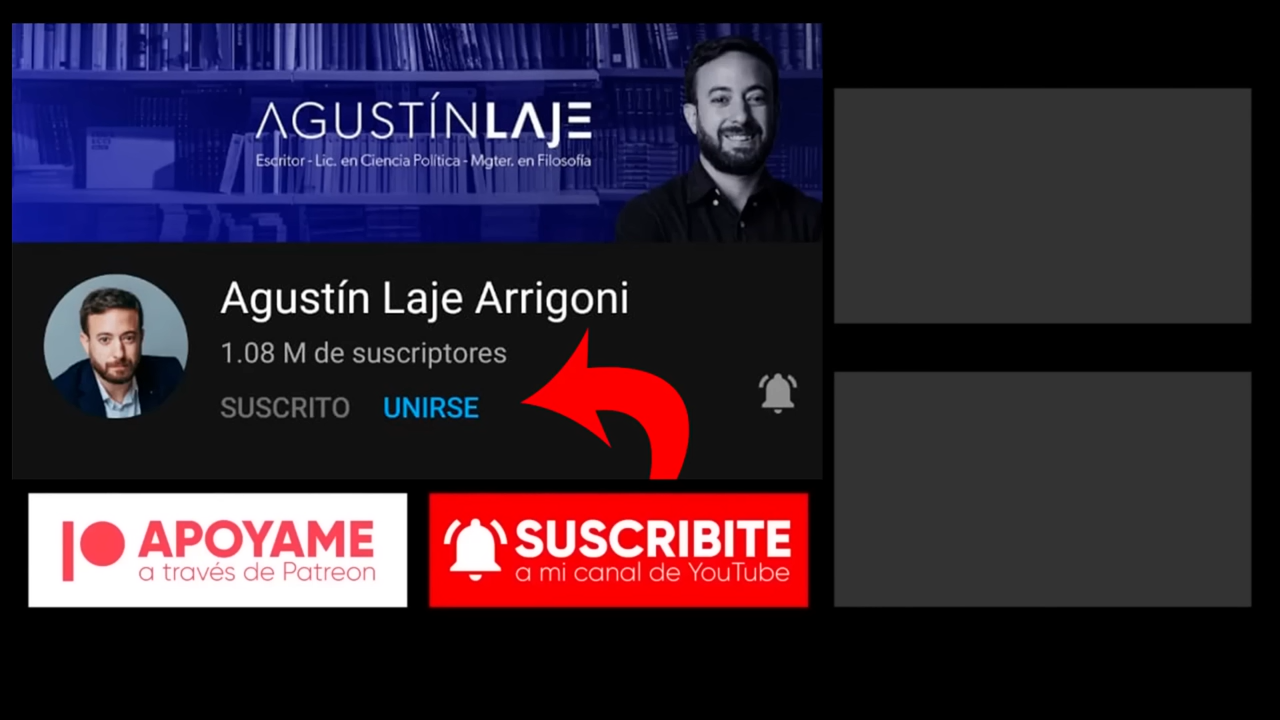 AGUSTÍNLAJE
Escritor - Lic. en Ciencia Política - Mgter. en Filosofía
Agustín Laje Arrigoni
1.08 M de suscriptores
SUSCRITO UNIRSE
APOYAME
a través de Patreon
SUSCRIBITE
a mi canal de YouTube